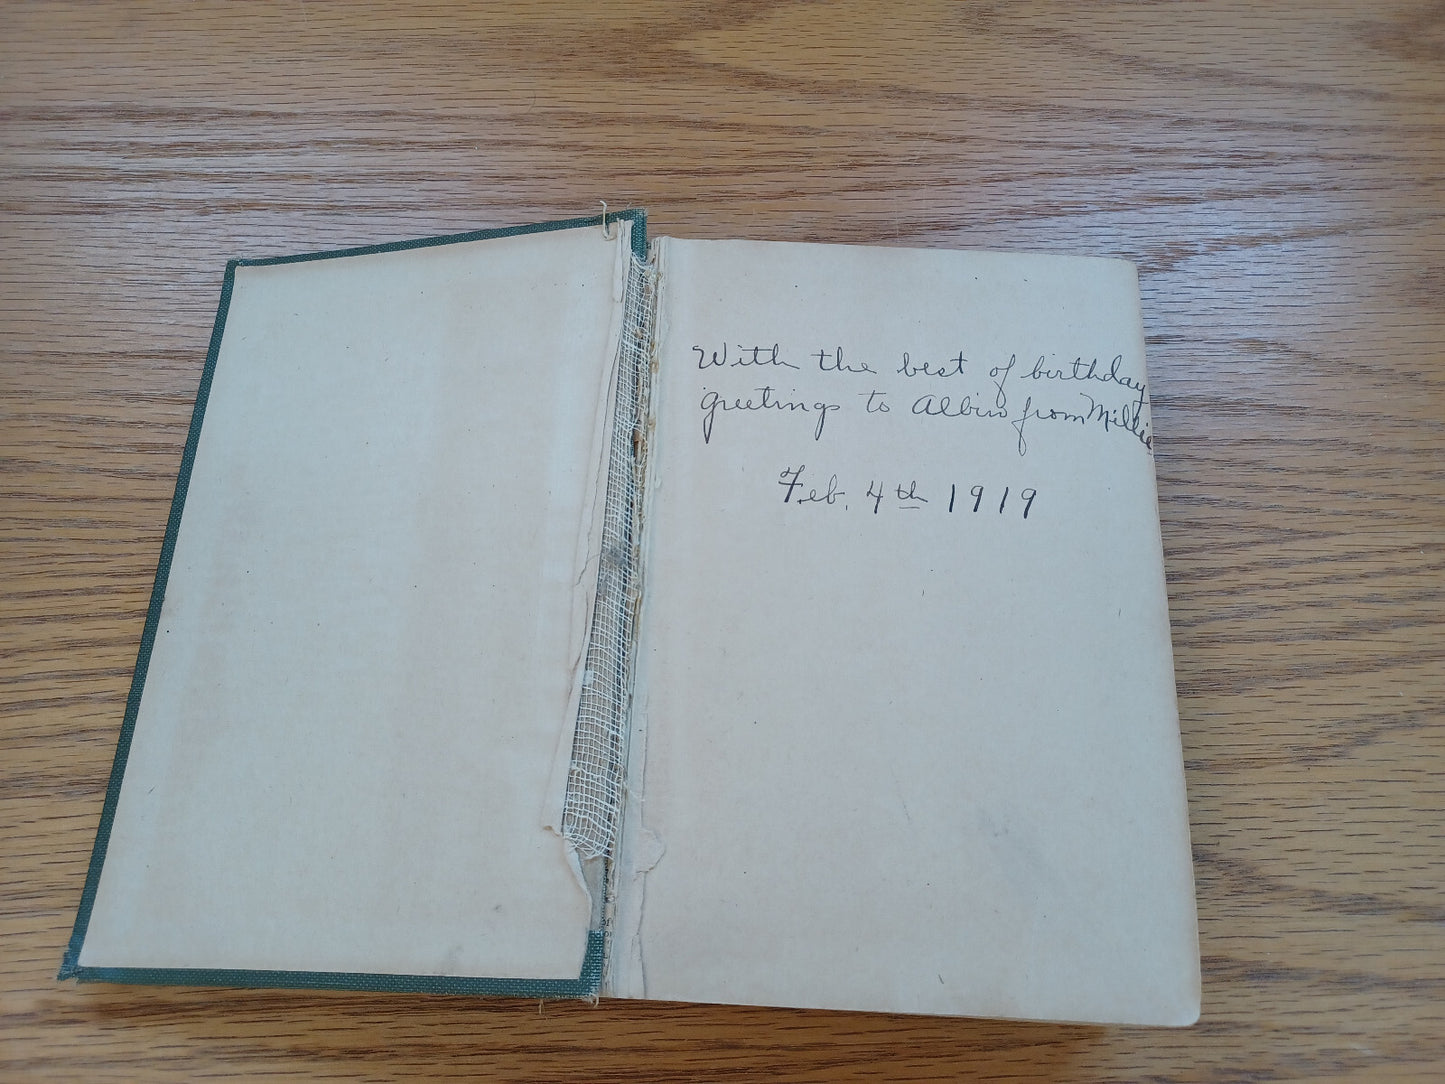 With the best of birthday
greetings to Albin from Millie
Feb. 4th 1919